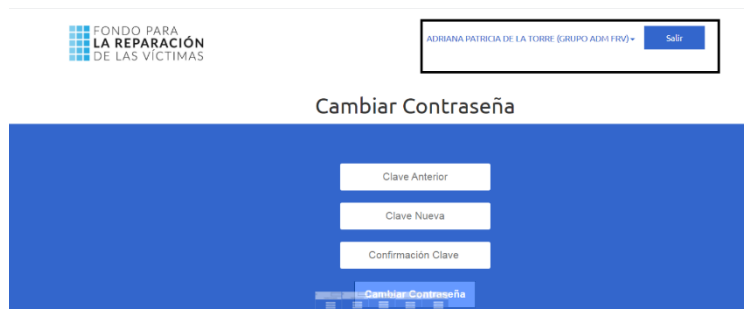 FONDO PARA
LA REPARACIÓN
DE LAS VÍCTIMAS
ADRIANA PATRICIA DE LA TORRE (GRUPO ADM FRV)
Salir
Cambiar Contraseña
Clave Anterior
Clave Nueva
Confirmación Clave
Cambiar Contraseña